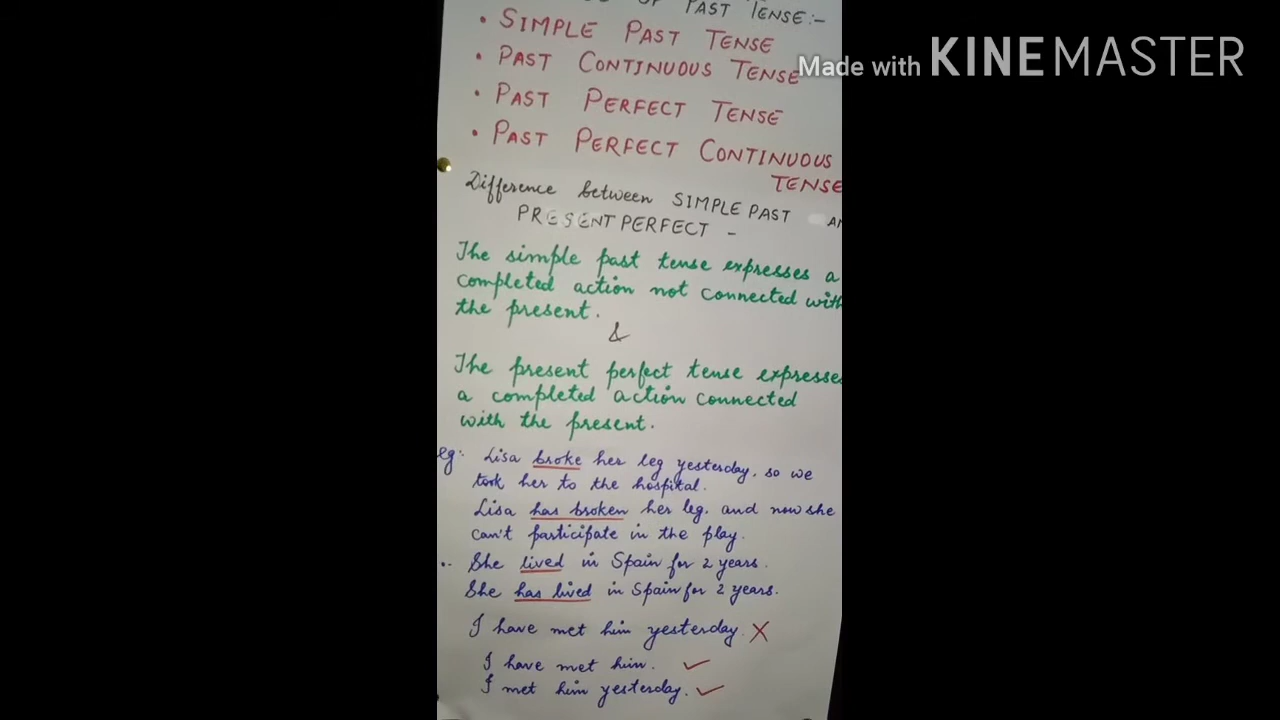 OF PAST TENSE:-
• SIMPLE PAST TENSE
• PAST CONTINUOUS TENSE
Made with KINEMASTER
• PAST PERFECT TENSE
• PAST PERFECT CONTINUOUS
TENSE
Difference between SIMPLE PAST
PRESENT PERFECT -
The simple past tense expresses a
completed action not connected with
the present.
&
The present perfect tense expresses
a completed action connected
with the present.
eg:- Lisa broke her leg yesterday, so we
took her to the hospital.
Lisa has broken her leg, and now she
can't participate in the play.
.. She lived in Spain for 2 years.
She has lived in Spain for 2 years.
I have met him yesterday. X
I have met him. ✓
I met him yesterday. ✓